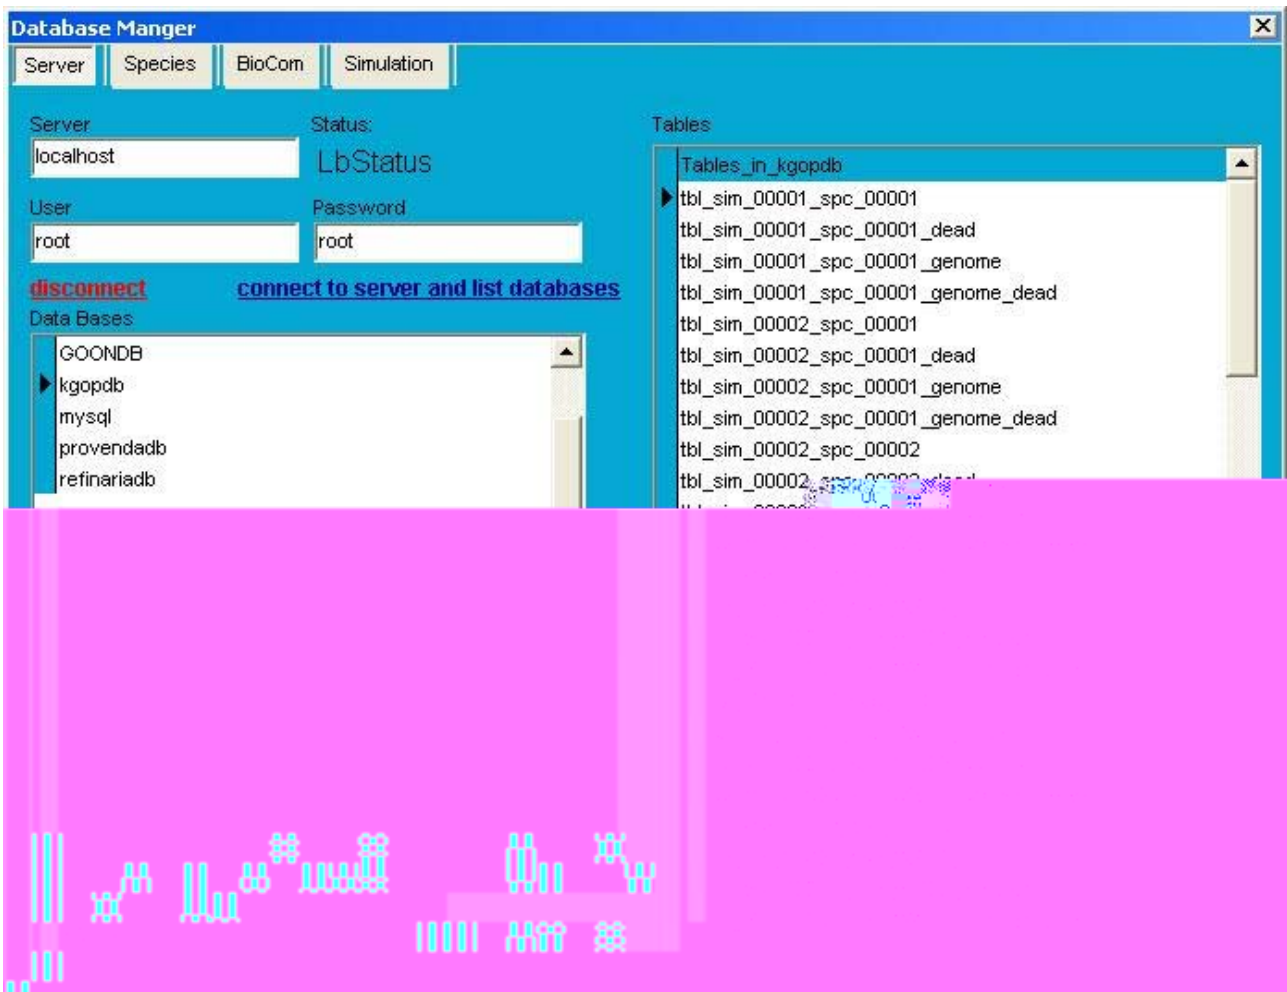 Database Manger
Server Species BioCom Simulation
Server Status:
localhost LbStatus
User Password
root root
disconnect connect to server and list databases
Data Bases
GOONDB
kgopdb
mysql
provendadb
refinariadb
Tables
Tables_in_kgopdb
tbl_sim_00001_spc_00001
tbl_sim_00001_spc_00001_dead
tbl_sim_00001_spc_00001_genome
tbl_sim_00001_spc_00001_genome_dead
tbl_sim_00002_spc_00001
tbl_sim_00002_spc_00001_dead
tbl_sim_00002_spc_00001_genome
tbl_sim_00002_spc_00001_genome_dead
tbl_sim_00002_spc_00002